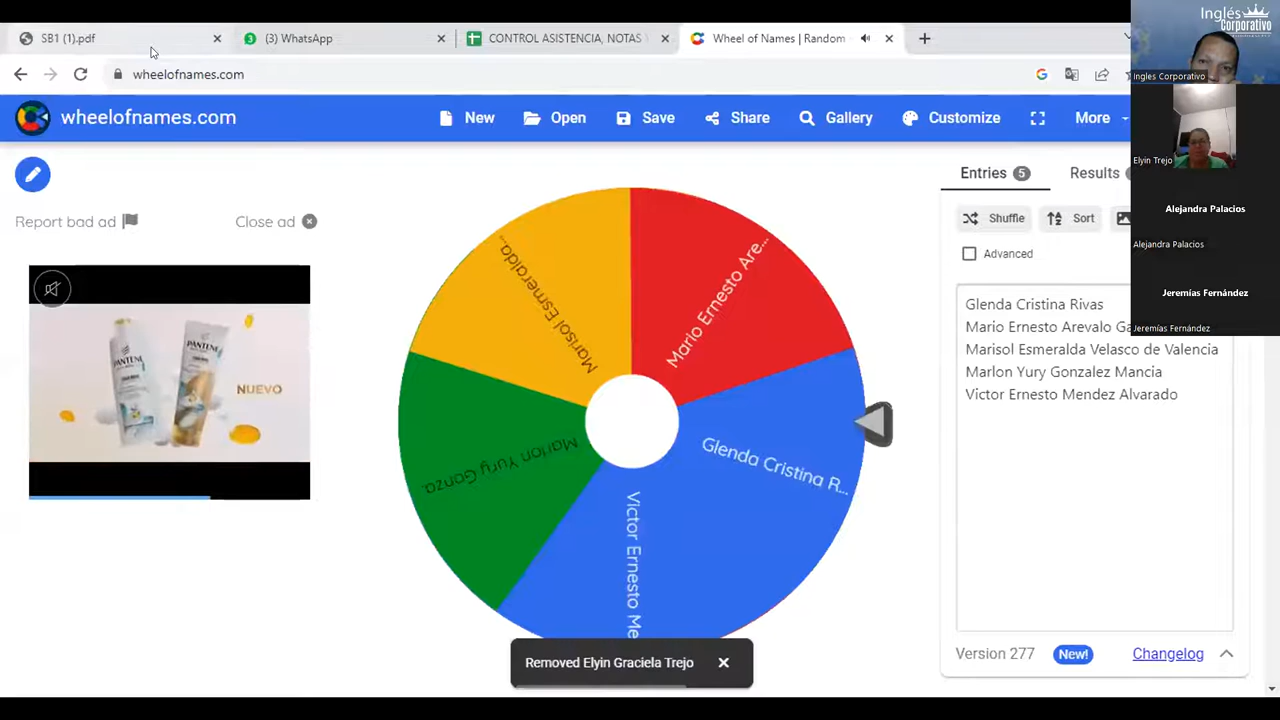 SB1 (1).pdf
(3) WhatsApp
CONTROL ASISTENCIA, NOTAS
Wheel of Names | Random
Inglés
Corporativo
wheelofnames.com
Ingles Corporativo
wheelofnames.com
New
Open
Save
Share
Gallery
Customize
More
Elyin Trejo
Entries 5
Results
Report bad ad
Close ad
Alejandra Palacios
Shuffle
Sort
Alejandra Palacios
Advanced
Jeremías Fernández
Jeremías Fernández
PANTENE
PANTENE
NUEVO
Marisol Esmeralda...
Mario Ernesto Are...
Glenda Cristina R...
Victor Ernesto Me
Marlon Yury Gonza.
Glenda Cristina Rivas
Mario Ernesto Arevalo Ga
Marisol Esmeralda Velasco de Valencia
Marlon Yury Gonzalez Mancia
Victor Ernesto Mendez Alvarado
Removed Elyin Graciela Trejo
Version 277
New!
Changelog